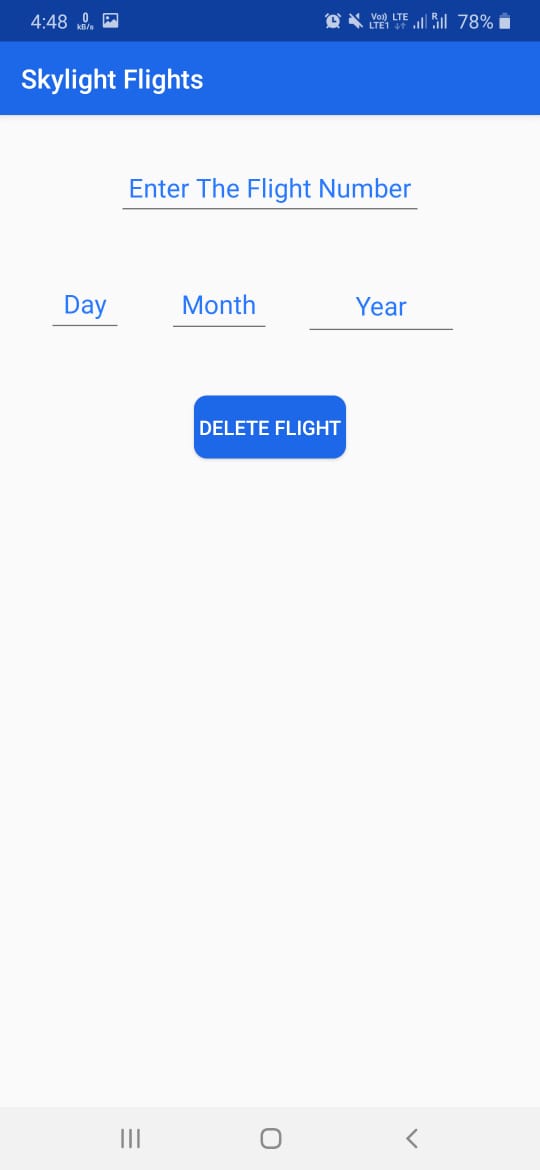 4:48 0 KB/s Vo)) LTE LTE1 R 78%
Skylight Flights
Enter The Flight Number
Day Month Year
DELETE FLIGHT